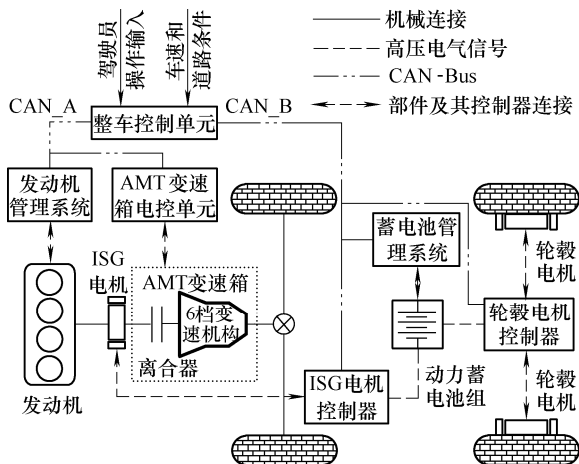 驾驶员
操作输入
车速和
道路条件
机械连接
高压电气信号
CAN-Bus
部件及其控制器连接
CAN_A
整车控制单元
CAN_B
发动机
管理系统
AMT变速
箱电控单元
蓄电池管
理系统
轮毂
电机
ISG
电机
AMT变速箱
6档变
速机构
离合器
发动机
轮毂电机
控制器
ISG电机
控制器
动力蓄
电池组
轮毂
电机